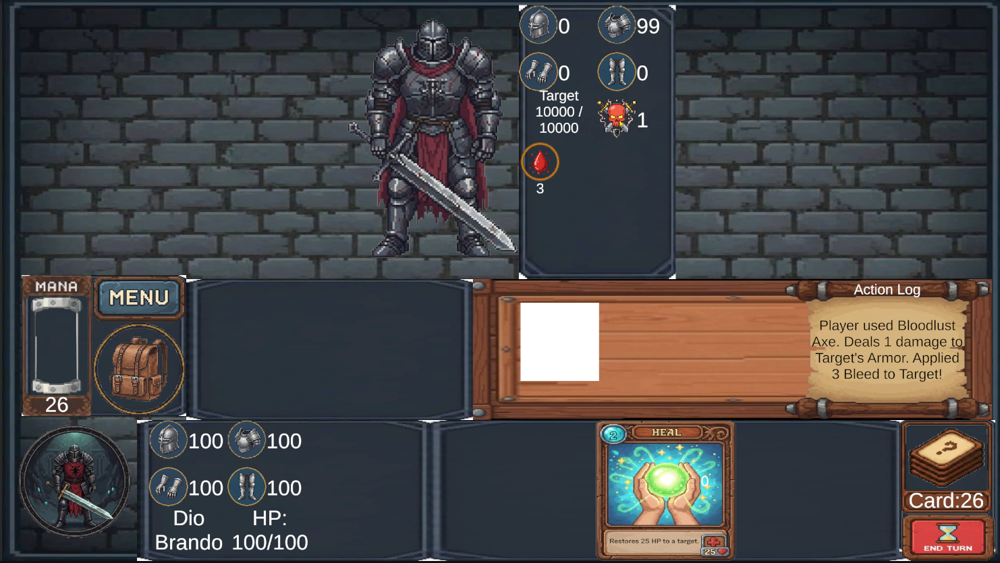 0
99
0
0
Target
10000 /
10000
1
3
MANA
26
MENU
Action Log
Player used Bloodlust
Axe. Deals 1 damage to
Target's Armor. Applied
3 Bleed to Target!
100
100
100
100
Dio
Brando
HP:
100/100
2
HEAL
0
Restores 25 HP to a target.
25
?
Card:26
END TURN